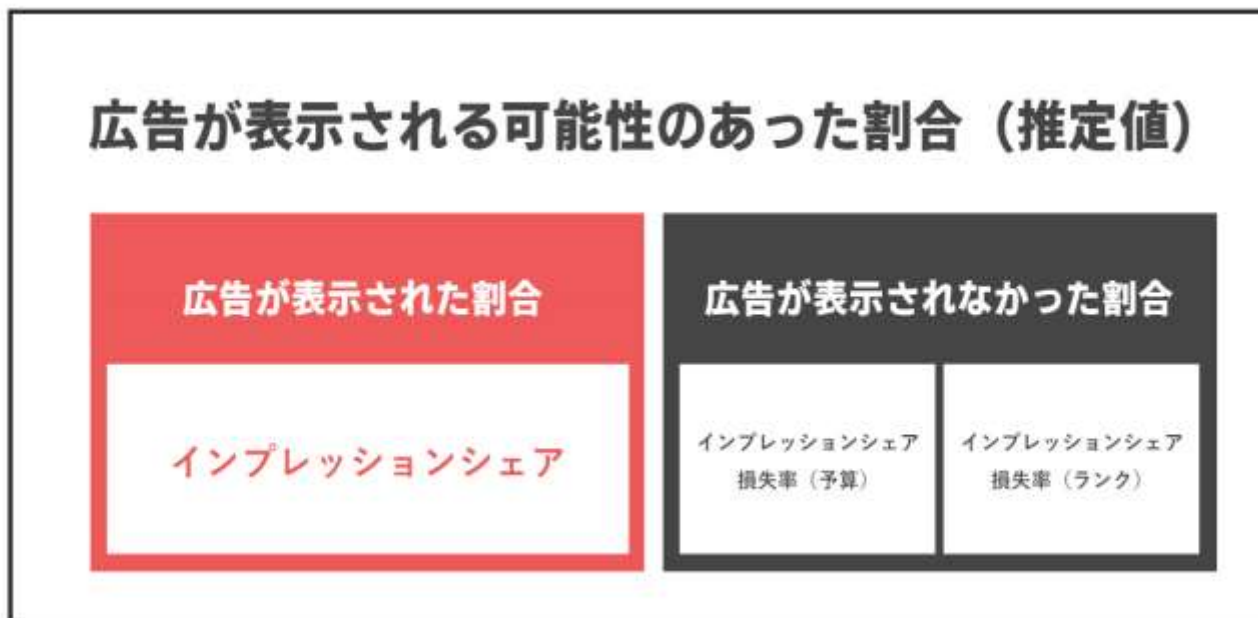 広告が表示される可能性のあった割合（推定値）
広告が表示された割合
インプレッションシェア
広告が表示されなかった割合
インプレッションシェア
損失率（予算）
インプレッションシェア
損失率（ランク）